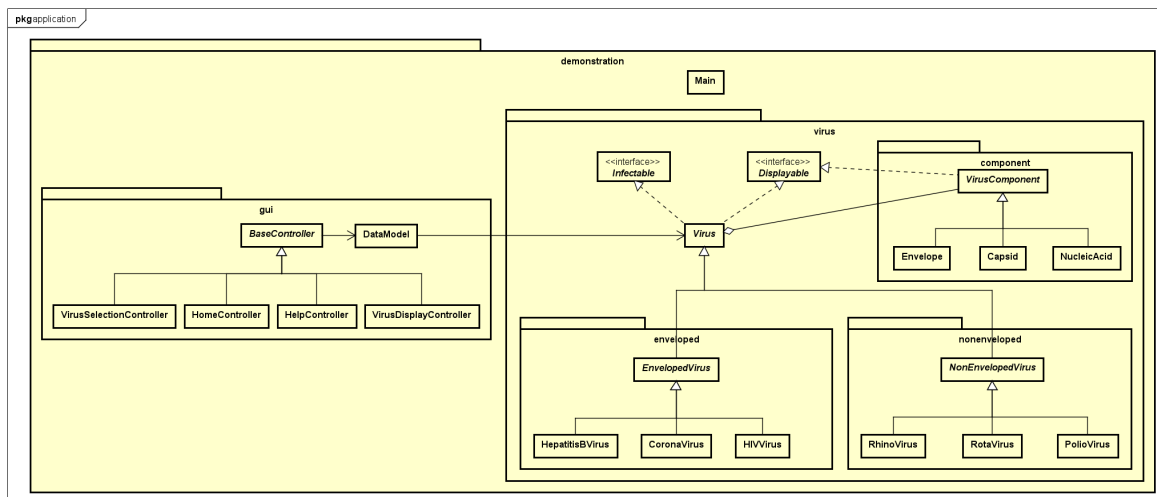 pkg application
demonstration
Main
virus
<<interface>>
Infectable
<<interface>>
Displayable
component
VirusComponent
gui
BaseController
DataModel
Virus
Envelope
Capsid
NucleicAcid
VirusSelectionController
HomeController
HelpController
VirusDisplayController
enveloped
EnvelopedVirus
nonenveloped
NonEnvelopedVirus
HepatitisBVirus
CoronaVirus
HIVVirus
RhinoVirus
RotaVirus
PolioVirus